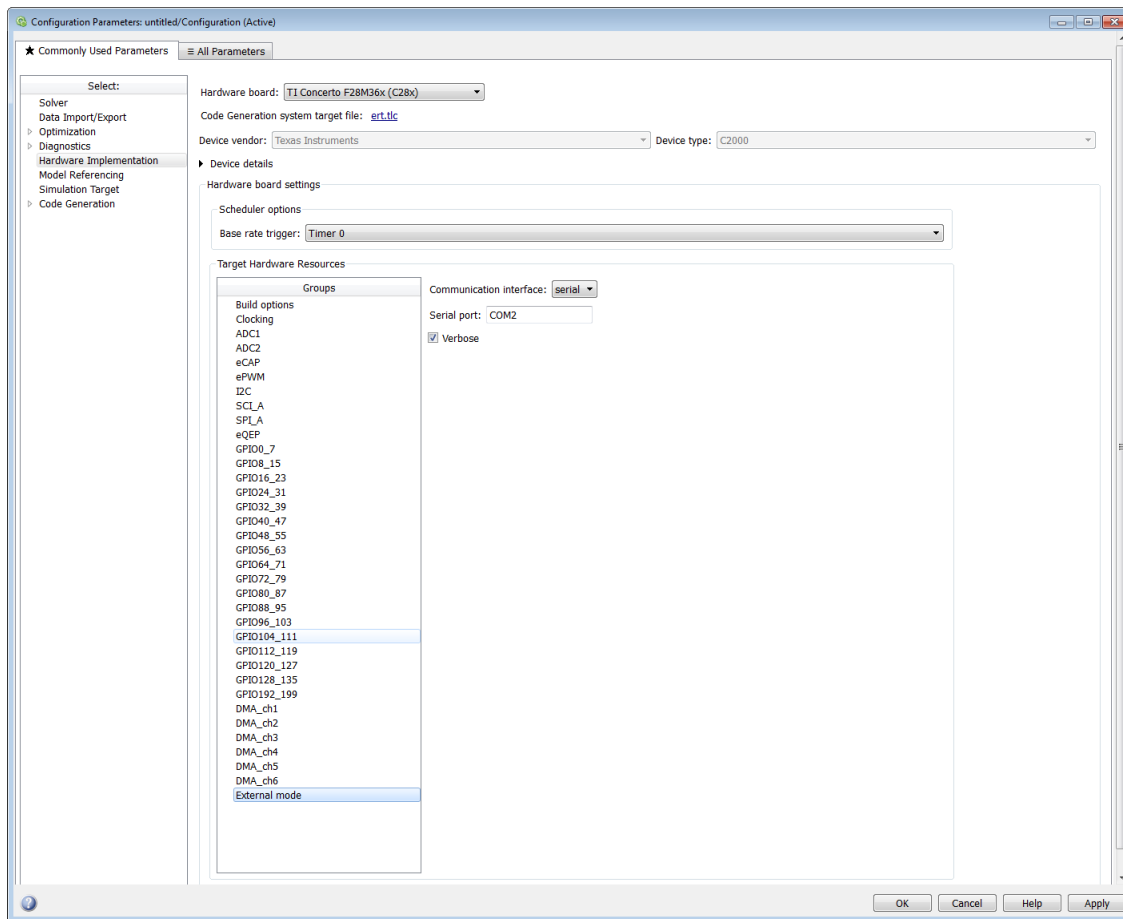 Configuration Parameters: untitled/Configuration (Active)
★ Commonly Used Parameters
≡ All Parameters
Select:
Solver
Data Import/Export
Optimization
Diagnostics
Hardware Implementation
Model Referencing
Simulation Target
Code Generation
Hardware board: TI Concerto F28M36x (C28x)
Code Generation system target file: ert.tlc
Device vendor: Texas Instruments Device type: C2000
Device details
Hardware board settings
Scheduler options
Base rate trigger: Timer 0
Target Hardware Resources
Groups
Build options
Clocking
ADC1
ADC2
eCAP
ePWM
I2C
SCI_A
SPI_A
eQEP
GPIO0_7
GPIO8_15
GPIO16_23
GPIO24_31
GPIO32_39
GPIO40_47
GPIO48_55
GPIO56_63
GPIO64_71
GPIO72_79
GPIO80_87
GPIO88_95
GPIO96_103
GPIO104_111
GPIO112_119
GPIO120_127
GPIO128_135
GPIO192_199
DMA_ch1
DMA_ch2
DMA_ch3
DMA_ch4
DMA_ch5
DMA_ch6
External mode
Communication interface: serial
Serial port: COM2
Verbose
OK Cancel Help Apply